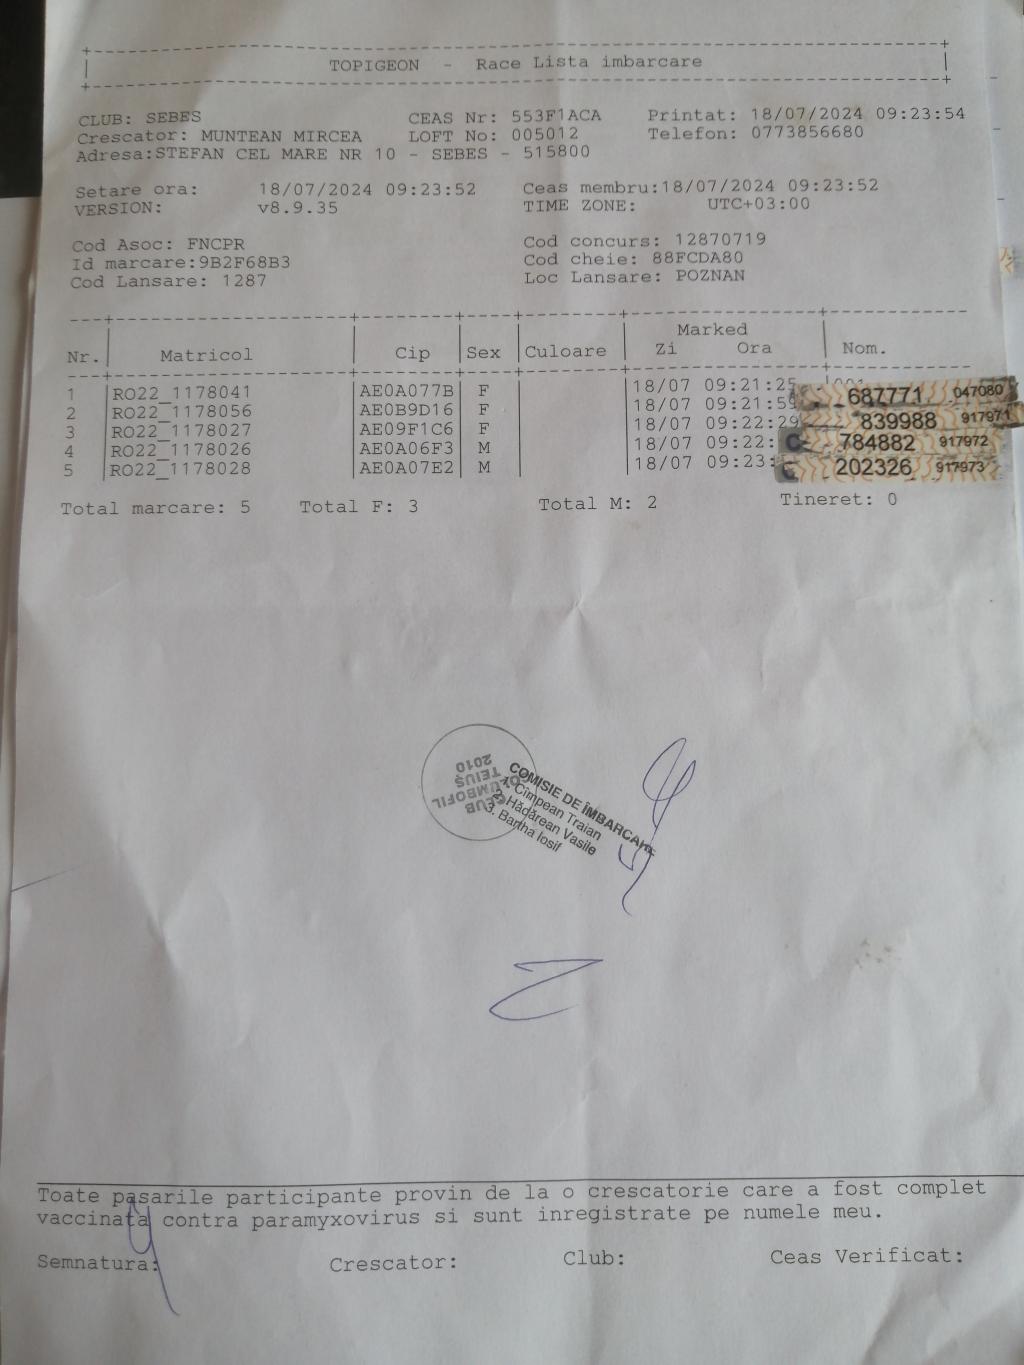 TOPIGEON - Race Lista imbarcare
CLUB: SEBES CEAS Nr: 553F1ACA Printat: 18/07/2024 09:23:54
Crescator: MUNTEAN MIRCEA LOFT No: 005012 Telefon: 0773856680
Adresa:STEFAN CEL MARE NR 10 - SEBES - 515800
Setare ora: 18/07/2024 09:23:52 Ceas membru:18/07/2024 09:23:52
VERSION: v8.9.35 TIME ZONE: UTC+03:00
Cod Asoc: FNCPR Cod concurs: 12870719
Id marcare:9B2F68B3 Cod cheie: 88FCDA80
Cod Lansare: 1287 Loc Lansare: POZNAN
Marked
Nr. Matricol Cip Sex Culoare Zi Ora Nom.
1 RO22_1178041 AE0A077B F 18/07 09:21:25 687771 047080
2 RO22_1178056 AE0B9D16 F 18/07 09:21:59 839988 917971
3 RO22_1178027 AE09F1C6 F 18/07 09:22:29 784882 917972
4 RO22_1178026 AE0A06F3 M 18/07 09:22: 202326 917973
5 RO22_1178028 AE0A07E2 M 18/07 09:23:
Total marcare: 5 Total F: 3 Total M: 2 Tineret: 0
CLUB
COLUMBOFIL
TEIUȘ
2010
COMISIE DE ÎMBARCARE
Cîmpean Traian
Hădărean Vasile
3. Bartha Iosif
Toate pasarile participante provin de la o crescatorie care a fost complet
vaccinata contra paramyxovirus si sunt inregistrate pe numele meu.
Semnatura: Crescator: Club: Ceas Verificat: